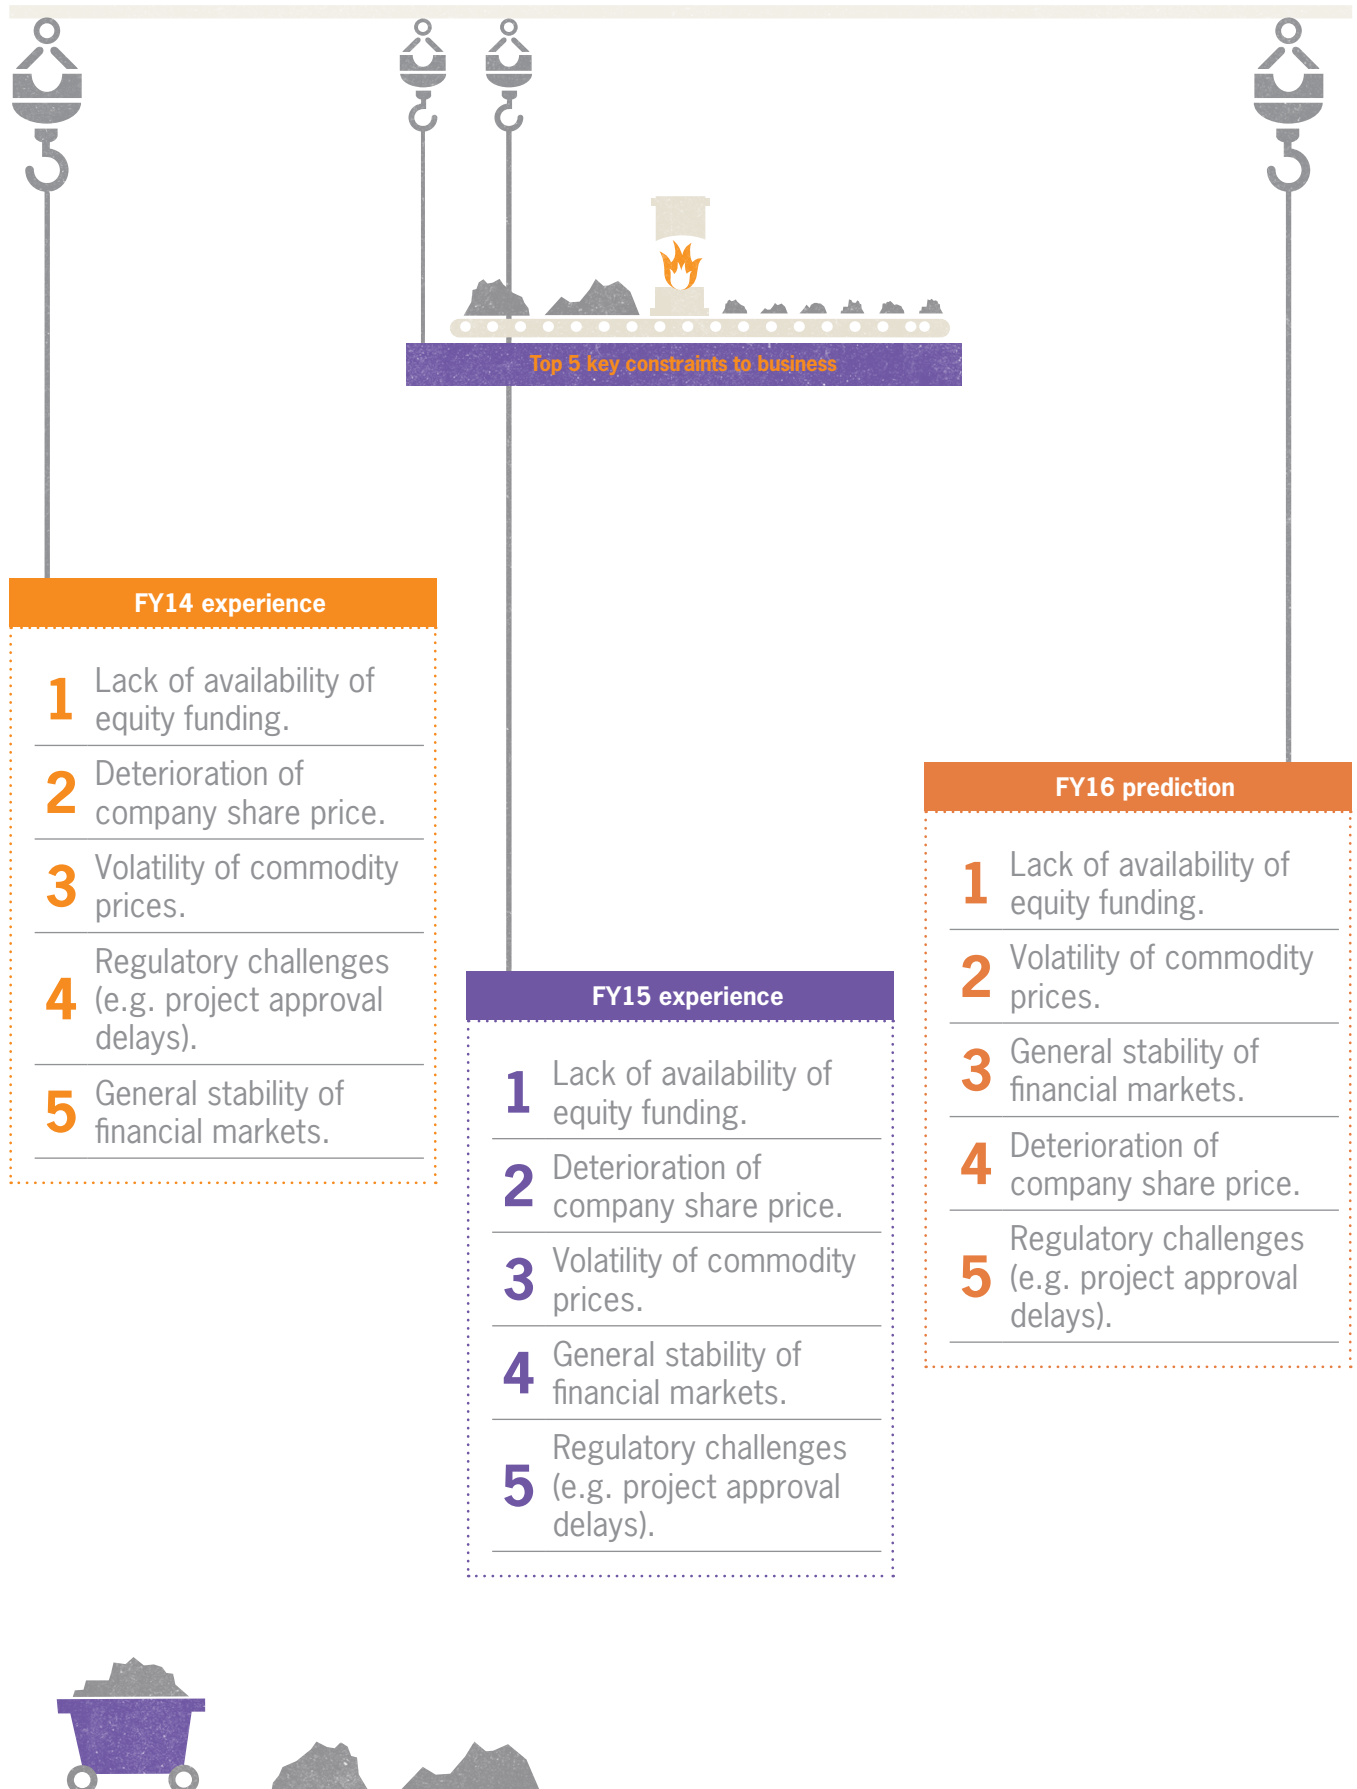 Top 5 key constraints to business
FY14 experience
1 Lack of availability of
equity funding.
2 Deterioration of
company share price.
3 Volatility of commodity
prices.
4 Regulatory challenges
(e.g. project approval
delays).
5 General stability of
financial markets.
FY15 experience
1 Lack of availability of
equity funding.
2 Deterioration of
company share price.
3 Volatility of commodity
prices.
4 General stability of
financial markets.
5 Regulatory challenges
(e.g. project approval
delays).
FY16 prediction
1 Lack of availability of
equity funding.
2 Volatility of commodity
prices.
3 General stability of
financial markets.
4 Deterioration of
company share price.
5 Regulatory challenges
(e.g. project approval
delays).